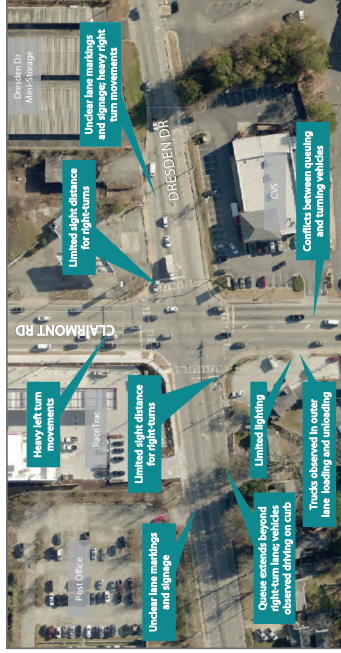 Dresden Dr
Mini-Storage
Unclear lane markings
and signage; heavy right
turn movements
DRESDEN DR
CVS
Limited sight distance
for right-turns
Conflicts between queuing
and turning vehicles
CLAIRMONT RD
Heavy left turn
movements
RaceTrac
Limited sight distance
for right-turns
Limited lighting
Trucks observed in outer
lane loading and unloading
Post Office
Unclear lane markings
and signage
Queue extends beyond
right-turn lane; vehicles
observed driving on curb